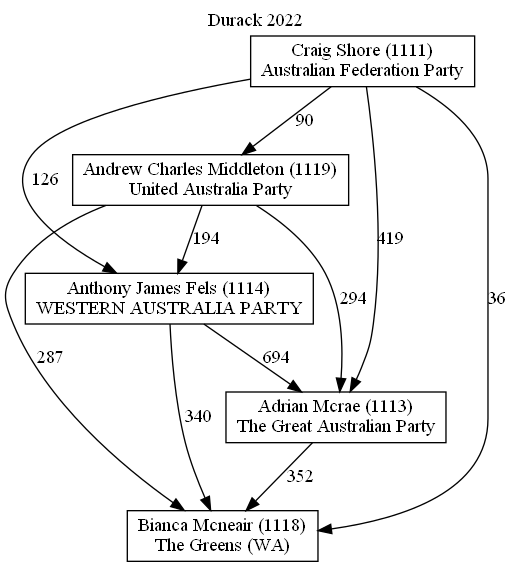 Durack 2022
Craig Shore (1111)
Australian Federation Party
90
Andrew Charles Middleton (1119)
United Australia Party
126
194
419
Anthony James Fels (1114)
WESTERN AUSTRALIA PARTY
294
36
287
694
Adrian Mcrae (1113)
The Great Australian Party
340
352
Bianca Mcneair (1118)
The Greens (WA)